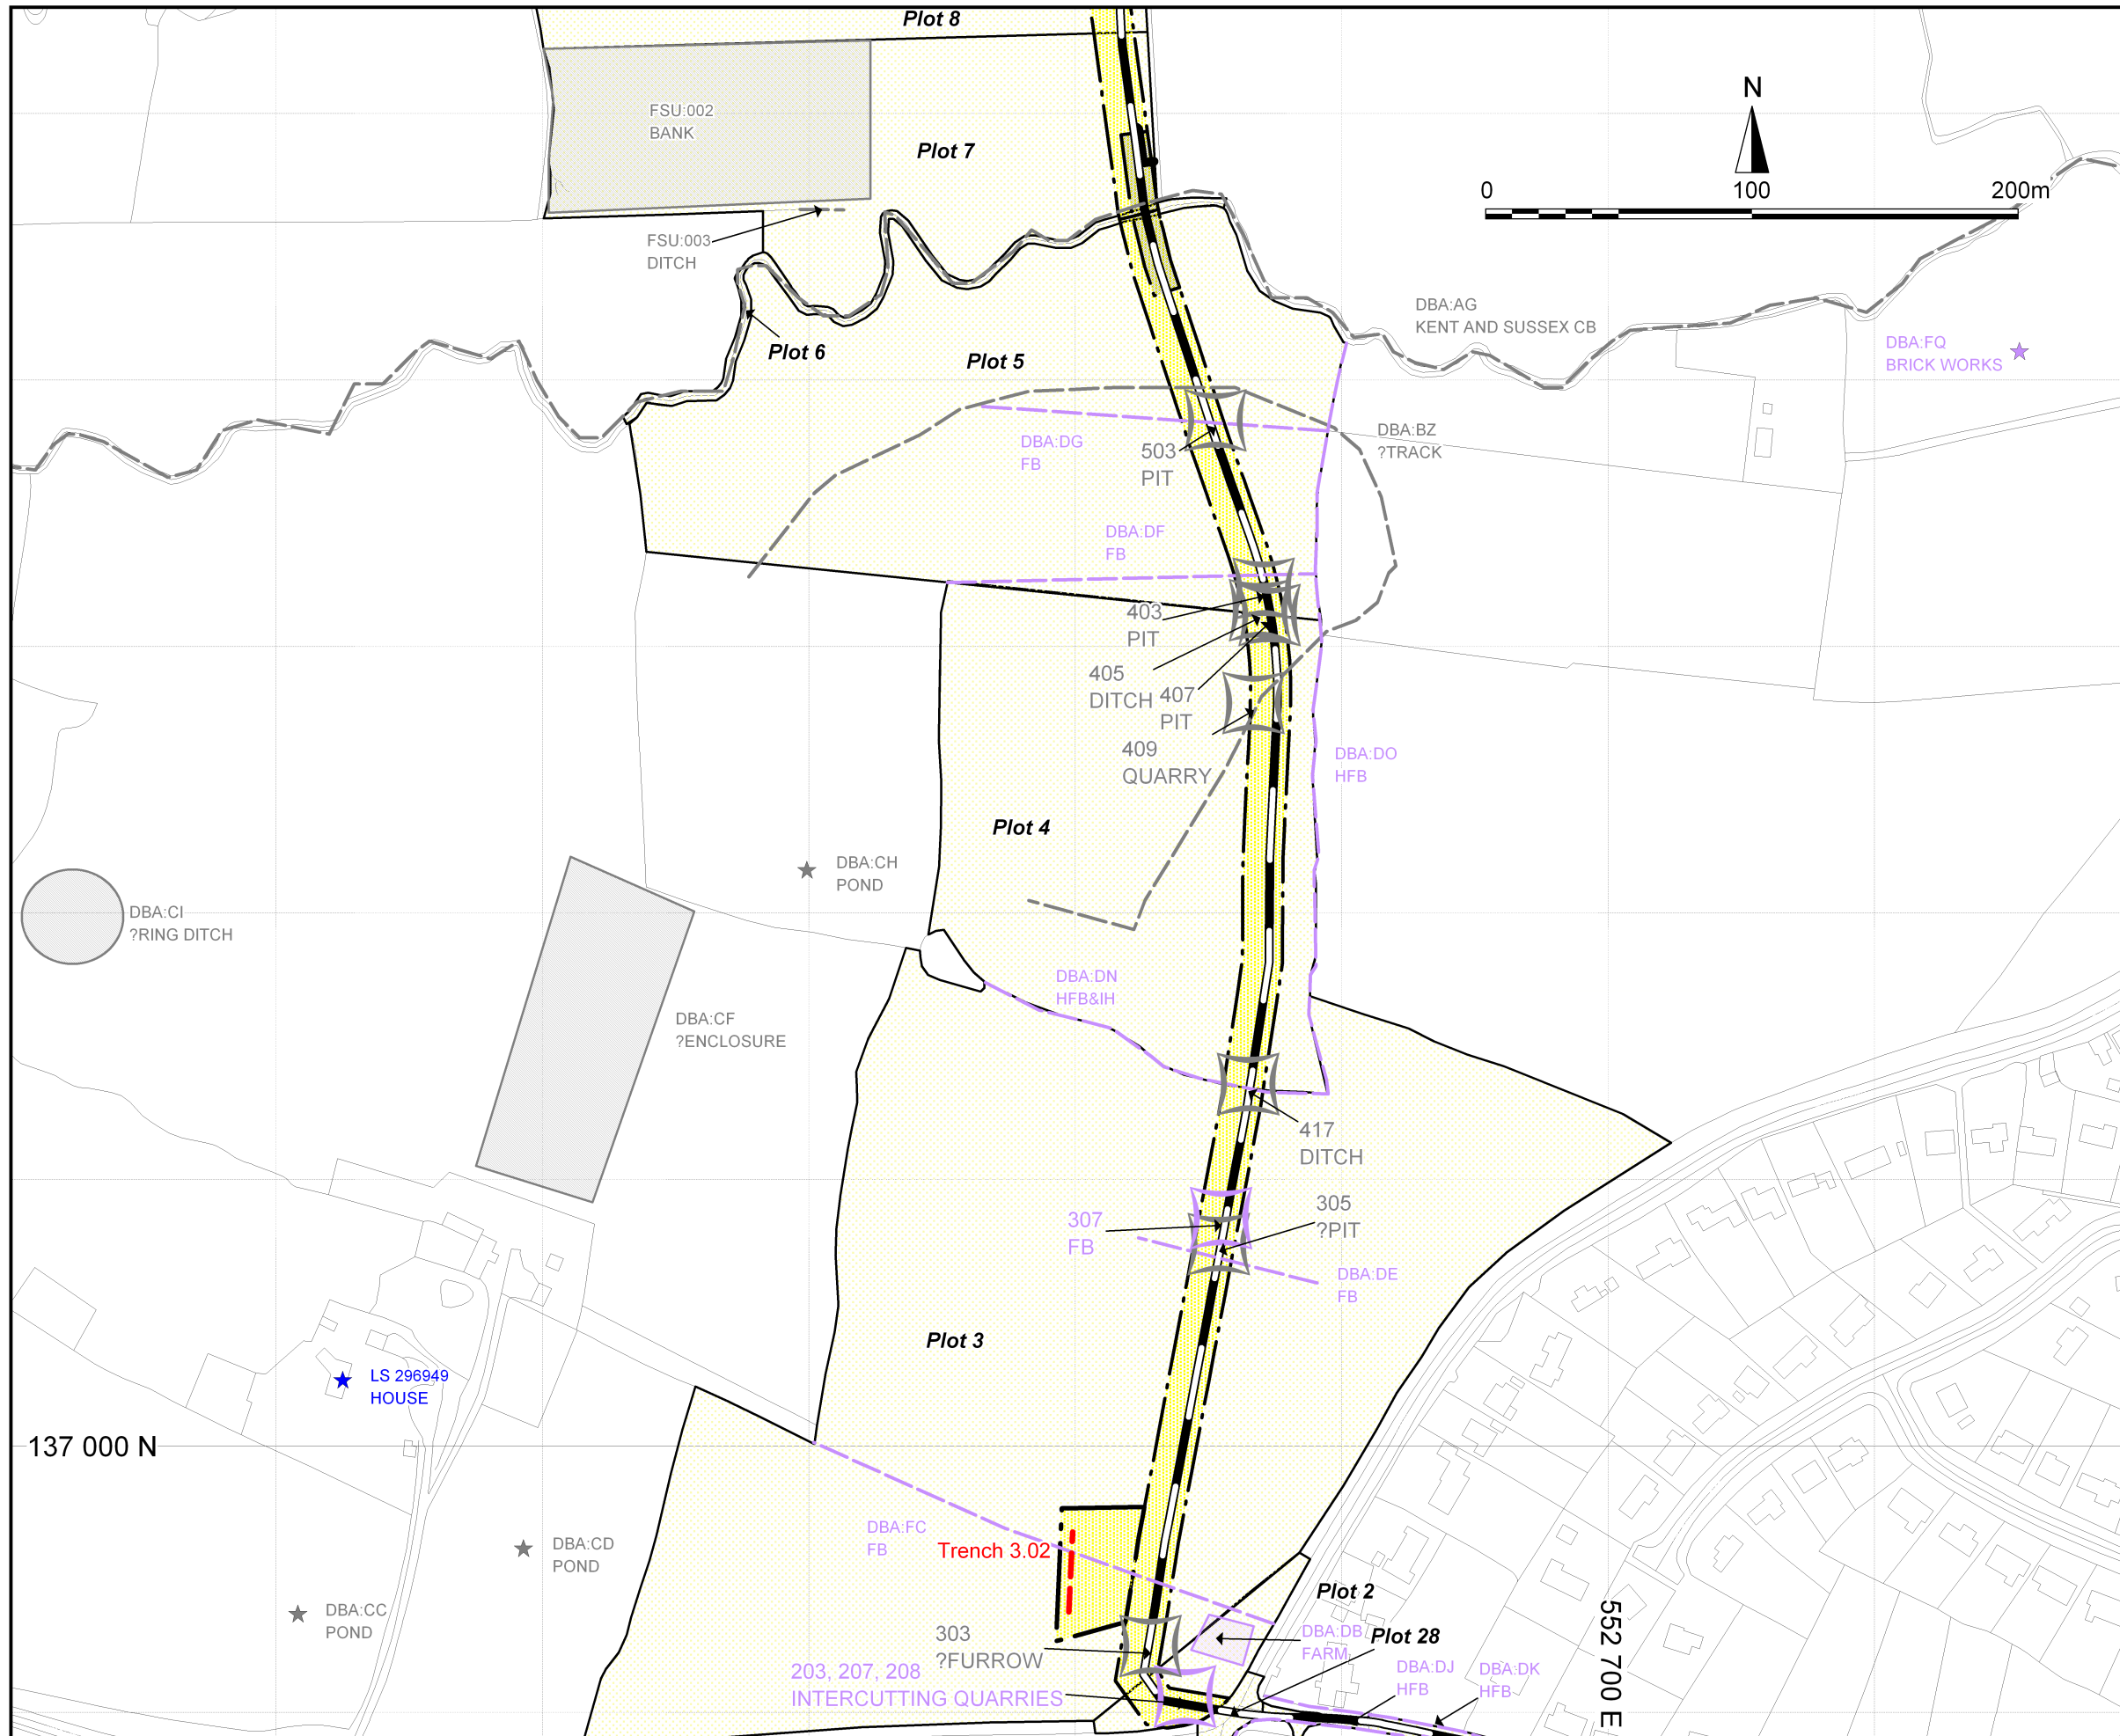 Plot 8
FSU:002
BANK
Plot 7
N
0 100 200m
FSU:003
DITCH
DBA:AG
KENT AND SUSSEX CB
DBA:FQ
BRICK WORKS
Plot 6
Plot 5
DBA:DG
FB
503
PIT
DBA:BZ
?TRACK
DBA:DF
FB
403
PIT
405
DITCH
407
PIT
409
QUARRY
DBA:DO
HFB
Plot 4
DBA:CH
POND
DBA:CI
?RING DITCH
DBA:DN
HFB&IH
DBA:CF
?ENCLOSURE
417
DITCH
305
?PIT
307
FB
DBA:DE
FB
Plot 3
LS 296949
HOUSE
137 000 N
DBA:FC
FB
Trench 3.02
DBA:CD
POND
Plot 2
DBA:CC
POND
303
?FURROW
DBA:DB
FARM
Plot 28
203, 207, 208
INTERCUTTING QUARRIES
DBA:DJ
HFB
DBA:DK
HFB
552 700 E